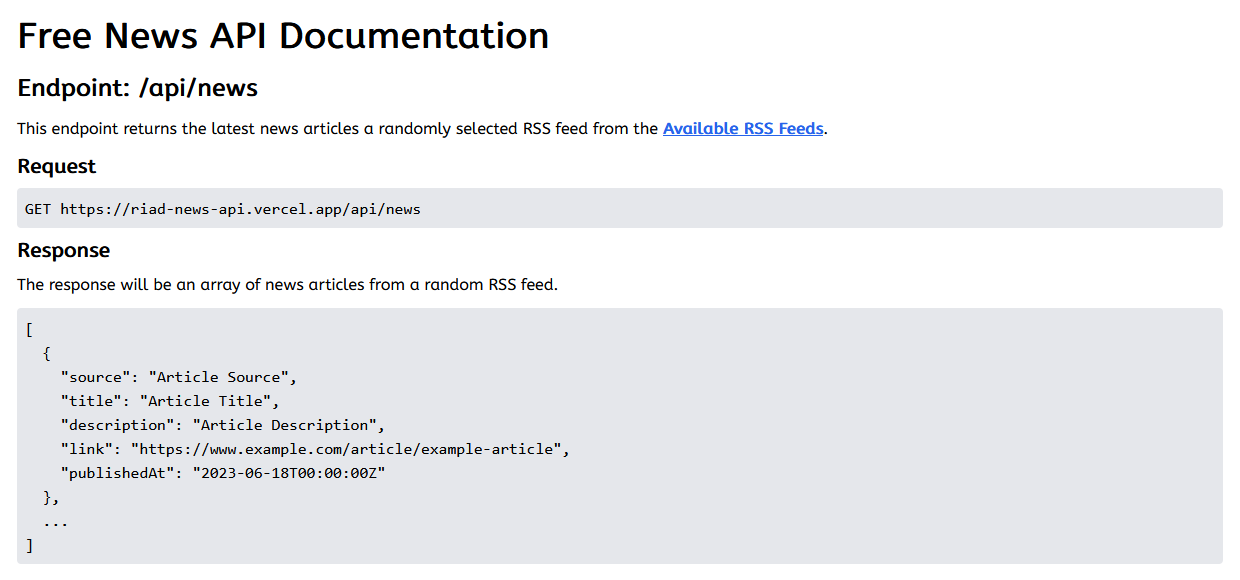 Free News API Documentation
Endpoint: /api/news
This endpoint returns the latest news articles a randomly selected RSS feed from the Available RSS Feeds.
Request
GET https://riad-news-api.vercel.app/api/news
Response
The response will be an array of news articles from a random RSS feed.
[
  {
    "source": "Article Source",
    "title": "Article Title",
    "description": "Article Description",
    "link": "https://www.example.com/article/example-article",
    "publishedAt": "2023-06-18T00:00:00Z"
  },
  ...
]